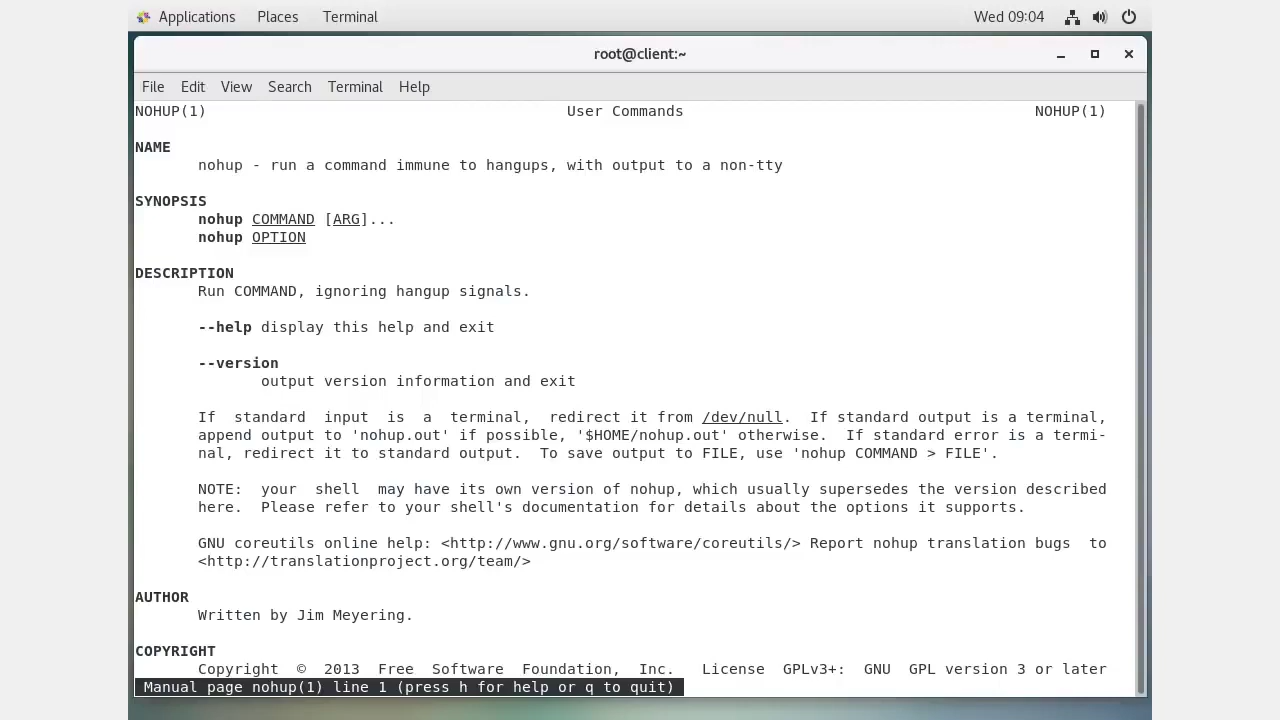 Applications Places Terminal Wed 09:04
root@client:~
File Edit View Search Terminal Help
NOHUP(1) User Commands NOHUP(1)
NAME
nohup - run a command immune to hangups, with output to a non-tty
SYNOPSIS
nohup COMMAND [ARG]...
nohup OPTION
DESCRIPTION
Run COMMAND, ignoring hangup signals.
--help display this help and exit
--version
output version information and exit
If standard input is a terminal, redirect it from /dev/null. If standard output is a terminal,
append output to 'nohup.out' if possible, '$HOME/nohup.out' otherwise. If standard error is a termi-
nal, redirect it to standard output. To save output to FILE, use 'nohup COMMAND > FILE'.
NOTE: your shell may have its own version of nohup, which usually supersedes the version described
here. Please refer to your shell's documentation for details about the options it supports.
GNU coreutils online help: <http://www.gnu.org/software/coreutils/> Report nohup translation bugs to
<http://translationproject.org/team/>
AUTHOR
Written by Jim Meyering.
COPYRIGHT
Copyright © 2013 Free Software Foundation, Inc. License GPLv3+: GNU GPL version 3 or later
Manual page nohup(1) line 1 (press h for help or q to quit)